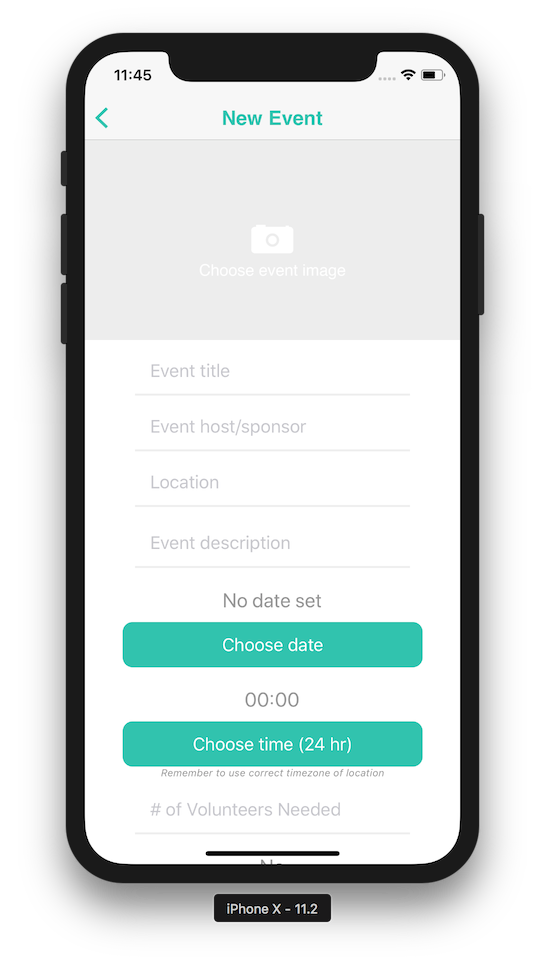 11:45
New Event
Choose event image
Event title
Event host/sponsor
Location
Event description
No date set
Choose date
00:00
Choose time (24 hr)
Remember to use correct timezone of location
# of Volunteers Needed
iPhone X - 11.2